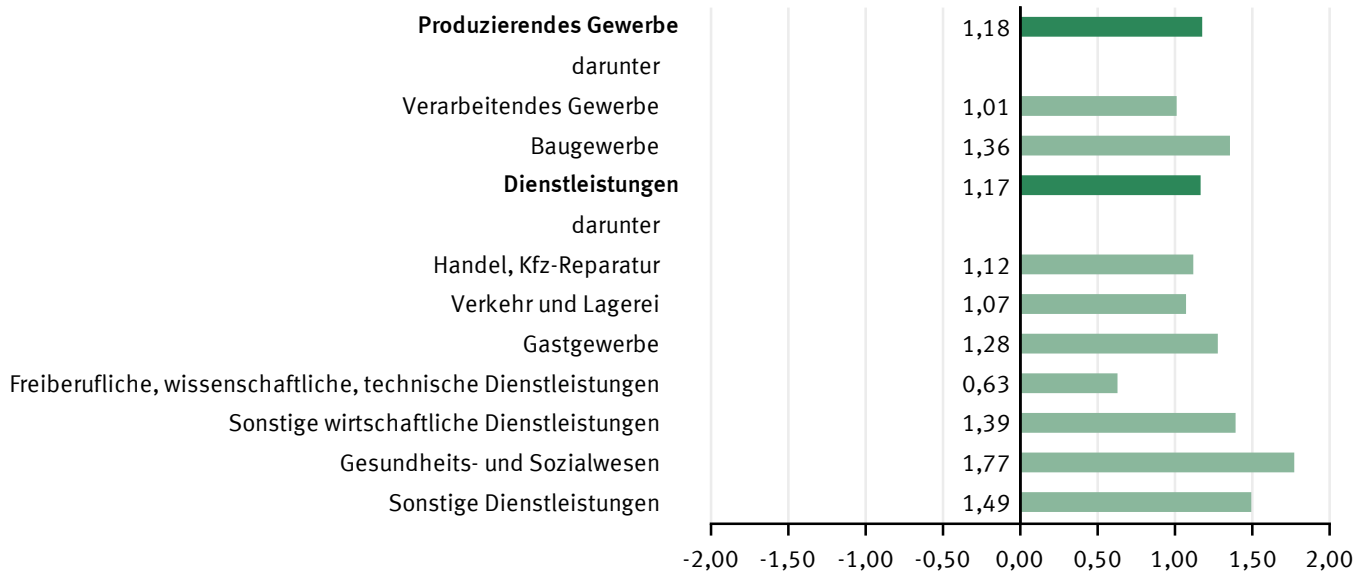 Produzierendes Gewerbe 1,18
darunter
Verarbeitendes Gewerbe 1,01
Baugewerbe 1,36
Dienstleistungen 1,17
darunter
Handel, Kfz-Reparatur 1,12
Verkehr und Lagerei 1,07
Gastgewerbe 1,28
Freiberufliche, wissenschaftliche, technische Dienstleistungen 0,63
Sonstige wirtschaftliche Dienstleistungen 1,39
Gesundheits- und Sozialwesen 1,77
Sonstige Dienstleistungen 1,49
-2,00 -1,50 -1,00 -0,50 0,00 0,50 1,00 1,50 2,00